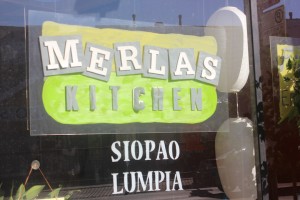 MERLAS
KITCHEN
SIOPAO
LUMPIA